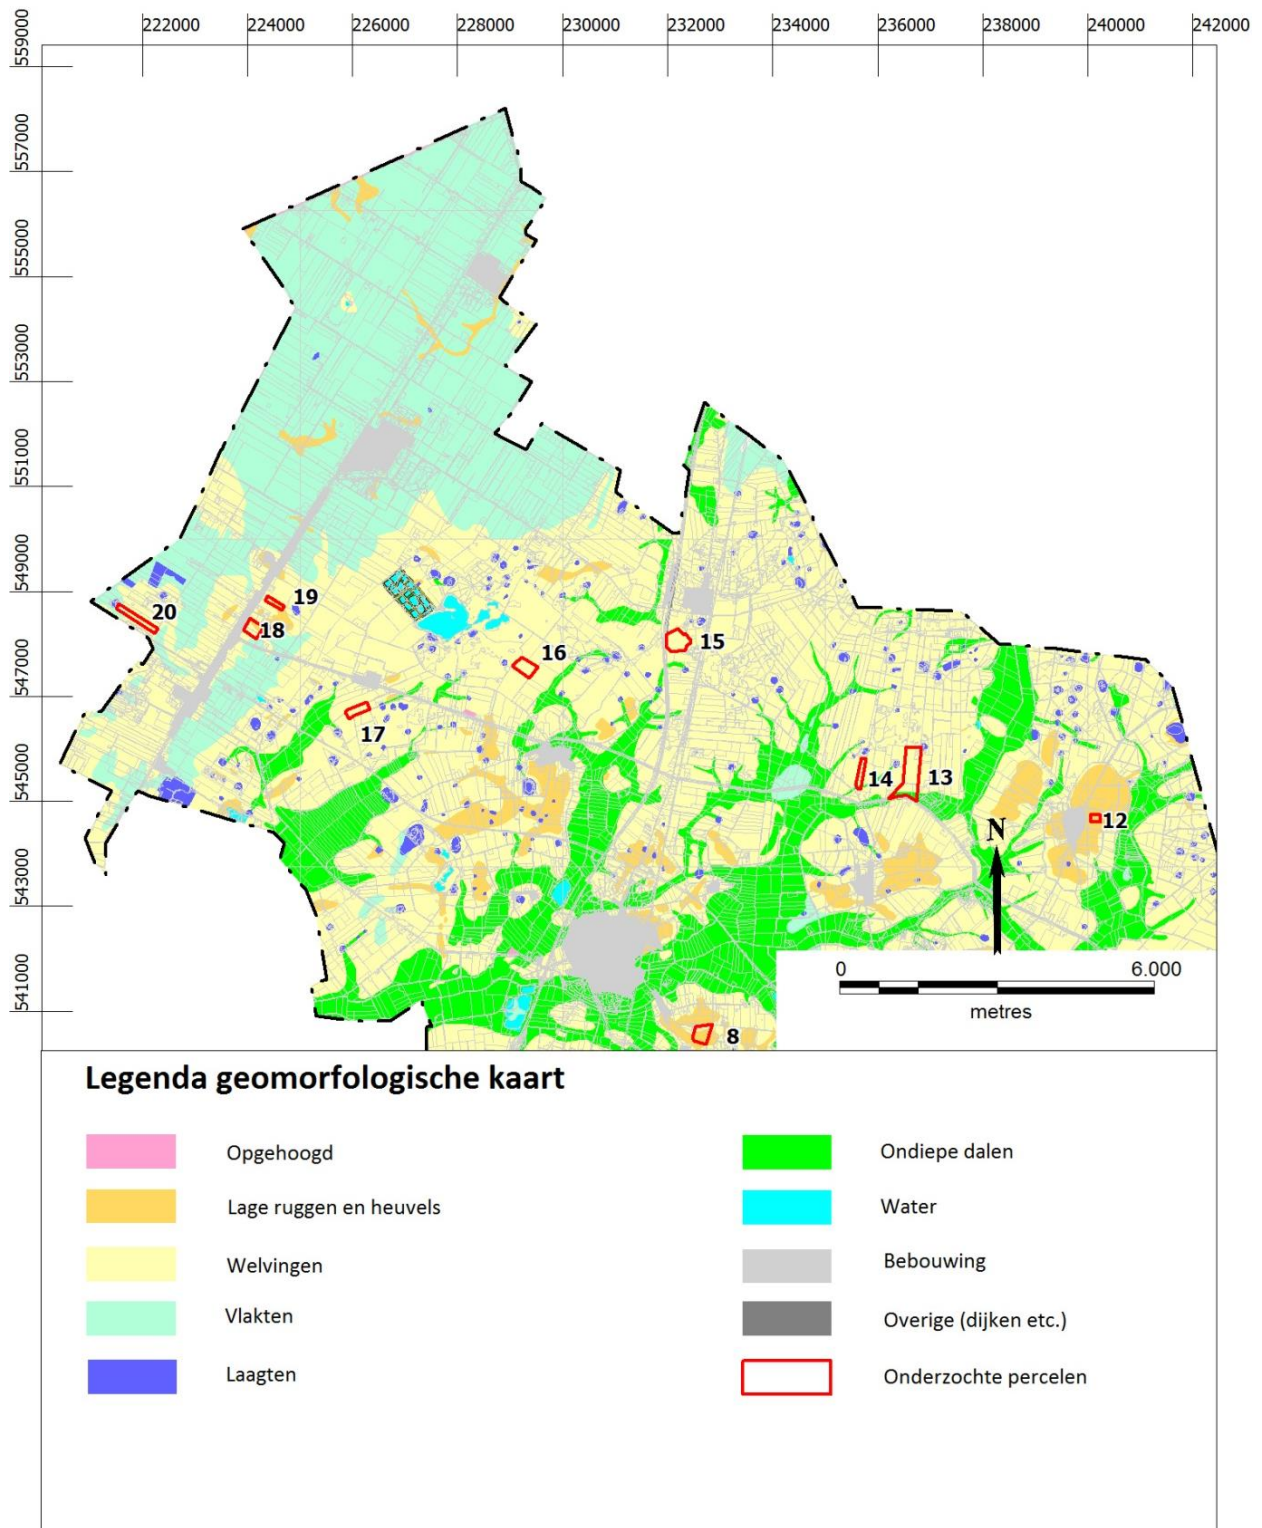 222000 224000 226000 228000 230000 232000 234000 236000 238000 240000 242000
559000
557000
555000
553000
551000
549000
547000
545000
543000
541000
20
19
18
17
16
15
14
13
12
8
N
0 6.000
metres
Legenda geomorfologische kaart
Opgehoogd
Lage ruggen en heuvels
Welvingen
Vlakten
Laagten
Ondiepe dalen
Water
Bebouwing
Overige (dijken etc.)
Onderzochte percelen